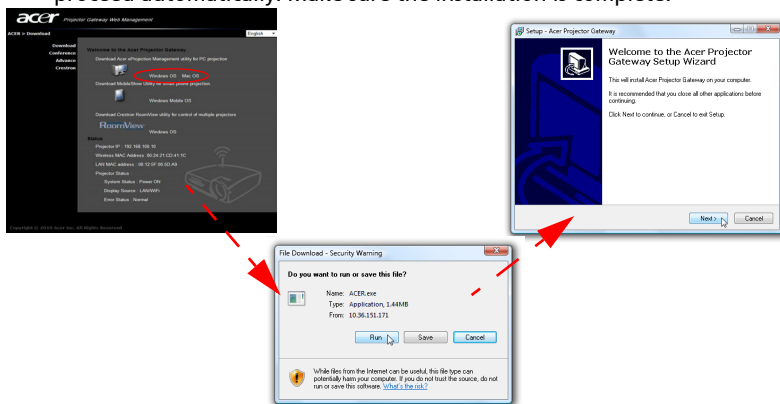 proceed automatically. Make sure the installation is complete.
acer Projector Gateway Web Management
ACER > Download
English
Download
Conference
Advance
Crestron
Welcome to the Acer Projector Gateway
Download Acer eProjection Management utility for PC projection
Windows OS Mac OS
Download MobileShow Utility for smart phone projection
Windows Mobile OS
Download Crestron RoomView utility for control of multiple projectors
RoomView
Windows OS
Status
Projector IP : 192.168.100.10
Wireless MAC Address : 00:24:21:CD:41:1C
LAN MAC address : 00:12:5F:08:5D:A9
Projector Status :
System Status : Power ON
Display Source : LAN/WiFi
Error Status : Normal
Copyright © 2010 Acer Inc. All Rights Reserved
Setup - Acer Projector Gateway
Welcome to the Acer Projector
Gateway Setup Wizard
This will install Acer Projector Gateway on your computer.
It is recommended that you close all other applications before
continuing.
Click Next to continue, or Cancel to exit Setup.
Next >
Cancel
File Download - Security Warning
Do you want to run or save this file?
Name: ACER.exe
Type: Application, 1.44MB
From: 10.36.151.171
Run
Save
Cancel
While files from the Internet can be useful, this file type can
potentially harm your computer. If you do not trust the source, do not
run or save this software. What's the risk?